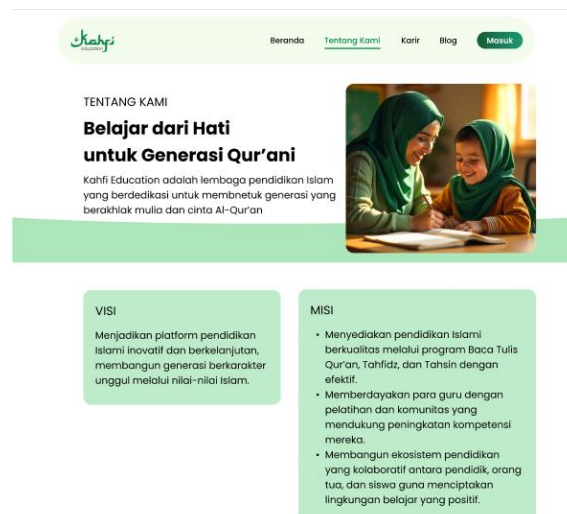 Kahfi
EDUCATION
Beranda
Tentang Kami
Karir
Blog
Masuk
TENTANG KAMI
Belajar dari Hati
untuk Generasi Qur'ani
Kahfi Education adalah lembaga pendidikan Islam
yang berdedikasi untuk membnetuk generasi yang
berakhlak mulia dan cinta Al-Qur'an
VISI
Menjadikan platform pendidikan
Islami inovatif dan berkelanjutan,
membangun generasi berkarakter
unggul melalui nilai-nilai Islam.
MISI
• Menyediakan pendidikan Islami
berkualitas melalui program Baca Tulis
Qur'an, Tahfidz, dan Tahsin dengan
efektif.
• Memberdayakan para guru dengan
pelatihan dan komunitas yang
mendukung peningkatan kompetensi
mereka.
• Membangun ekosistem pendidikan
yang kolaboratif antara pendidik, orang
tua, dan siswa guna menciptakan
lingkungan belajar yang positif.